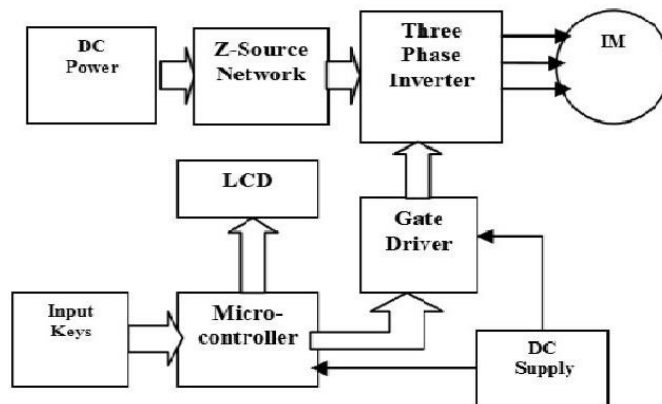 DC
Power
Z-Source
Network
Three
Phase
Inverter
IM
LCD
Gate
Driver
Input
Keys
Micro-
controller
DC
Supply